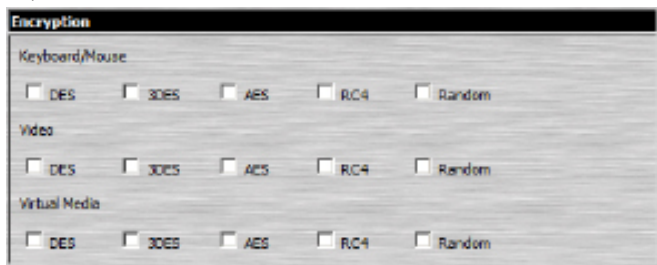 Encryption
Keyboard/Mouse
DES 3DES AES RC4 Random
Video
DES 3DES AES RC4 Random
Virtual Media
DES 3DES AES RC4 Random